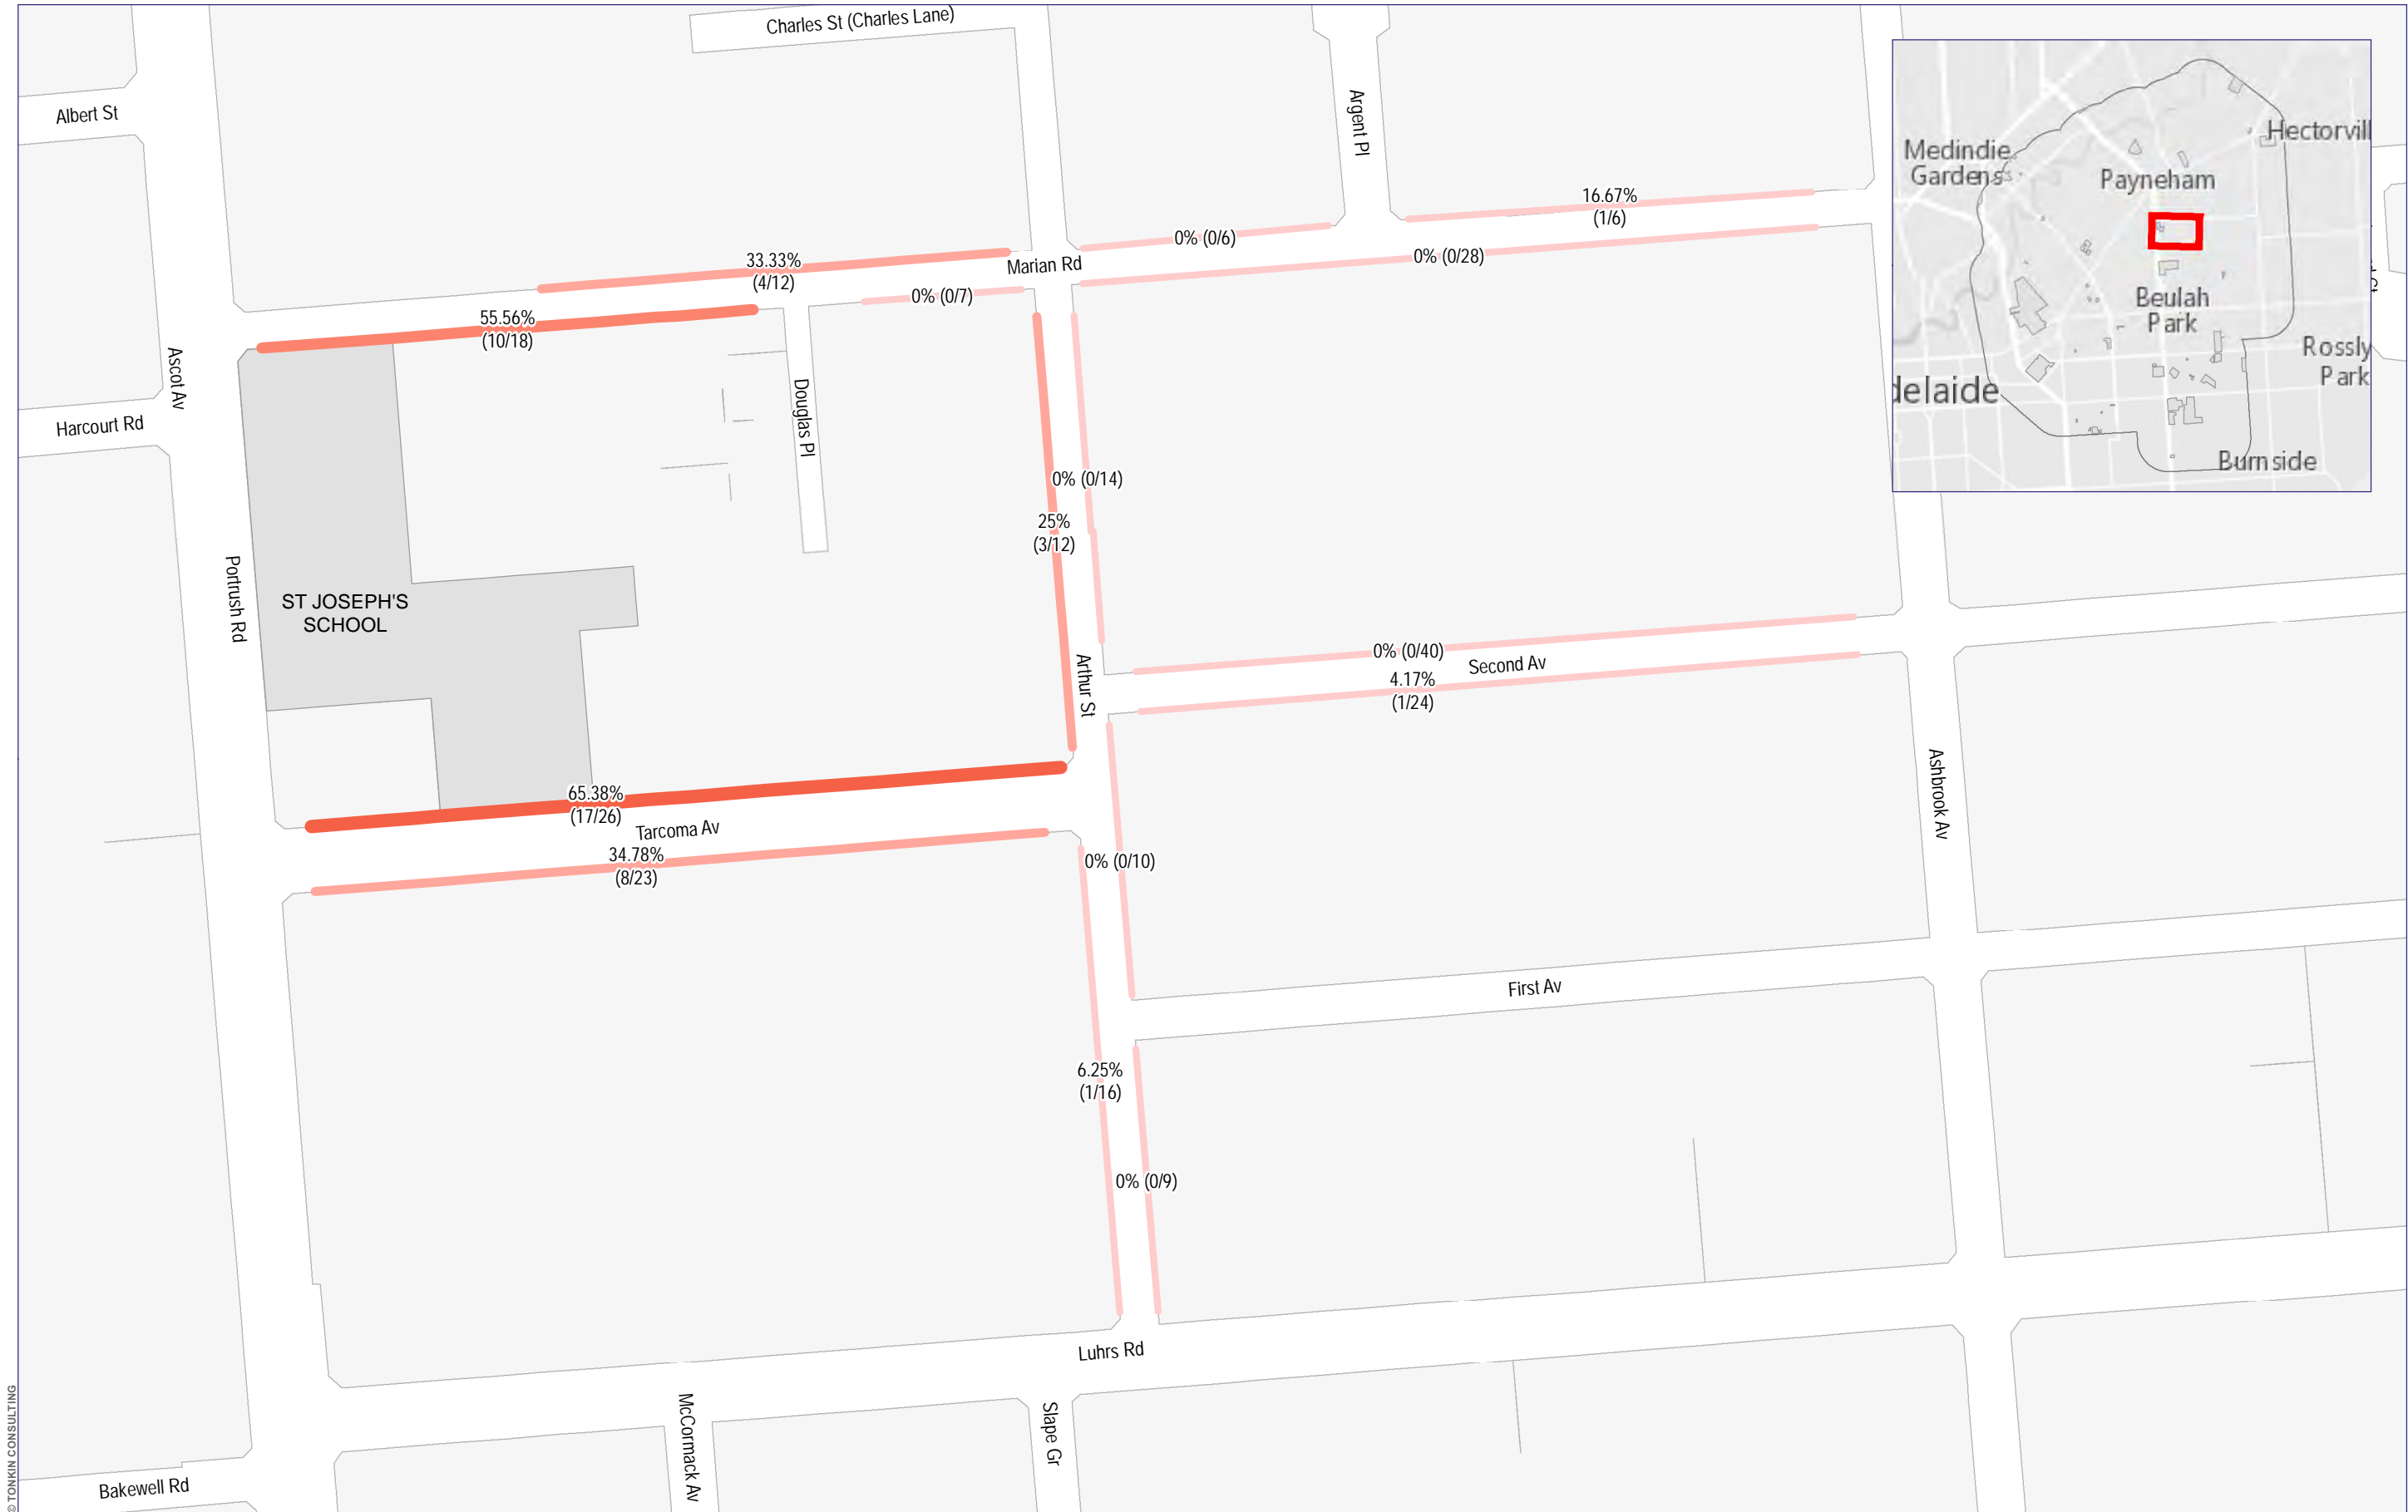 Charles St (Charles Lane)
Albert St
Argent Pl
16.67%
(1/6)
0% (0/6)
0% (0/28)
33.33%
(4/12)
Marian Rd
0% (0/7)
55.56%
(10/18)
Ascot Av
Harcourt Rd
Douglas Pl
0% (0/14)
25%
(3/12)
Portrush Rd
ST JOSEPH'S
SCHOOL
Arthur St
0% (0/40)
Second Av
4.17%
(1/24)
65.38%
(17/26)
Tarcoma Av
34.78%
(8/23)
0% (0/10)
Ashbrook Av
First Av
6.25%
(1/16)
0% (0/9)
Luhrs Rd
McCormack Av
Slape Gr
Bakewell Rd
© TONKIN CONSULTING
Hectorvill
Medindie
Gardens
Payneham
Beulah
Park
Rossly
Park
delaide
Burnside